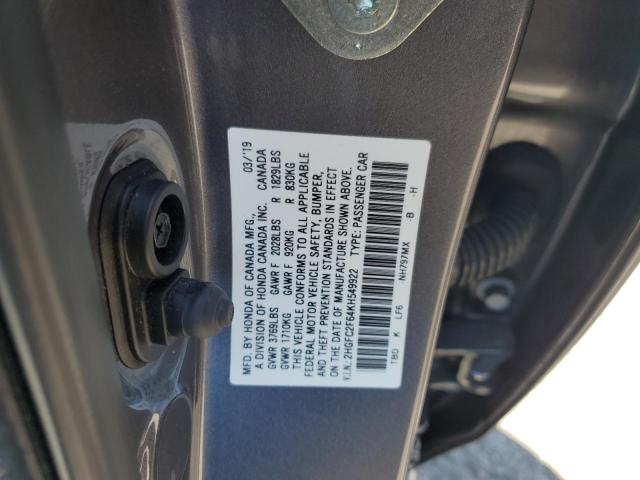 MFD. BY HONDA OF CANADA MFG., 03/'19
A DIVISION OF HONDA CANADA INC. CANADA
GVWR 3769LBS GAWR F 2028LBS R 1829LBS
GVWR 1710KG GAWR F 920KG R 830KG
THIS VEHICLE CONFORMS TO ALL APPLICABLE
FEDERAL MOTOR VEHICLE SAFETY, BUMPER,
AND THEFT PREVENTION STANDARDS IN EFFECT
ON THE DATE OF MANUFACTURE SHOWN ABOVE.
V.I.N.:2HGFC2F64KH549922 TYPE: PASSENGER CAR
NH797MX -B -H
TBD K LF6